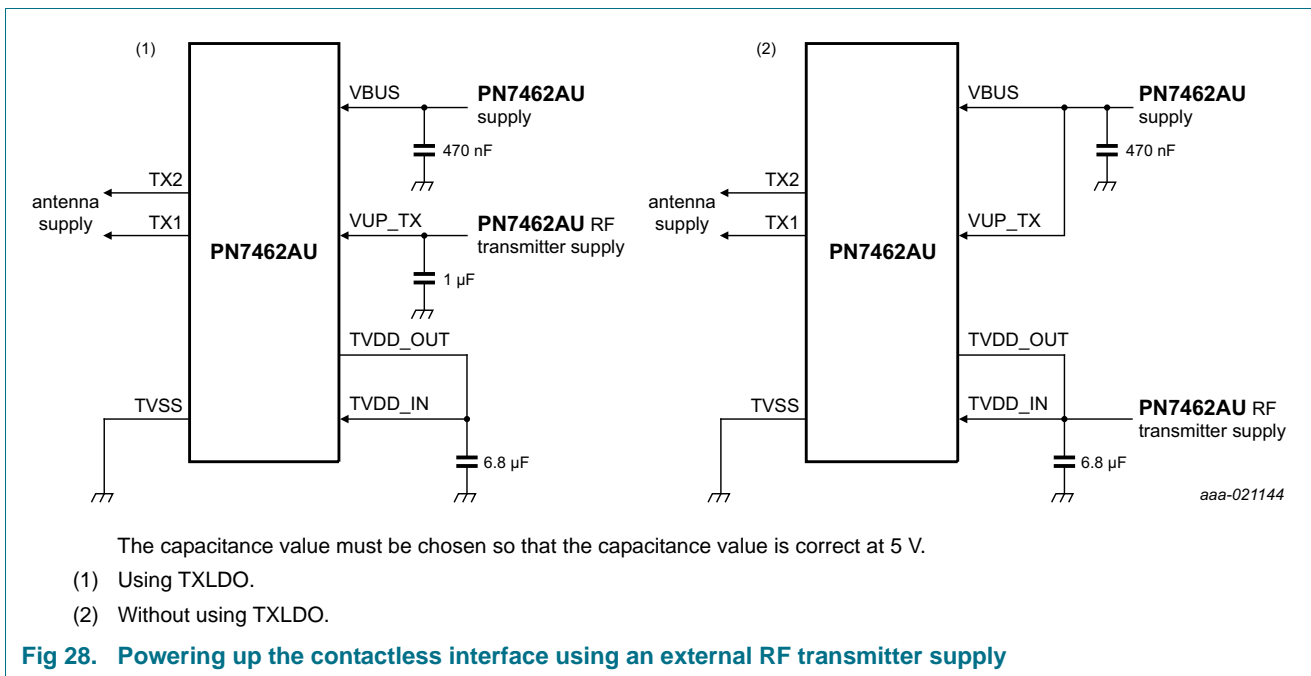 (1)
VBUS
PN7462AU
supply
470 nF
TX2
antenna
supply
TX1
VUP_TX
PN7462AU RF
transmitter supply
PN7462AU
1 µF
TVDD_OUT
TVSS
TVDD_IN
6.8 µF
(2)
VBUS
PN7462AU
supply
470 nF
TX2
antenna
supply
TX1
VUP_TX
PN7462AU
TVDD_OUT
TVSS
TVDD_IN
PN7462AU RF
transmitter supply
6.8 µF
aaa-021144
The capacitance value must be chosen so that the capacitance value is correct at 5 V.
(1) Using TXLDO.
(2) Without using TXLDO.
Fig 28. Powering up the contactless interface using an external RF transmitter supply